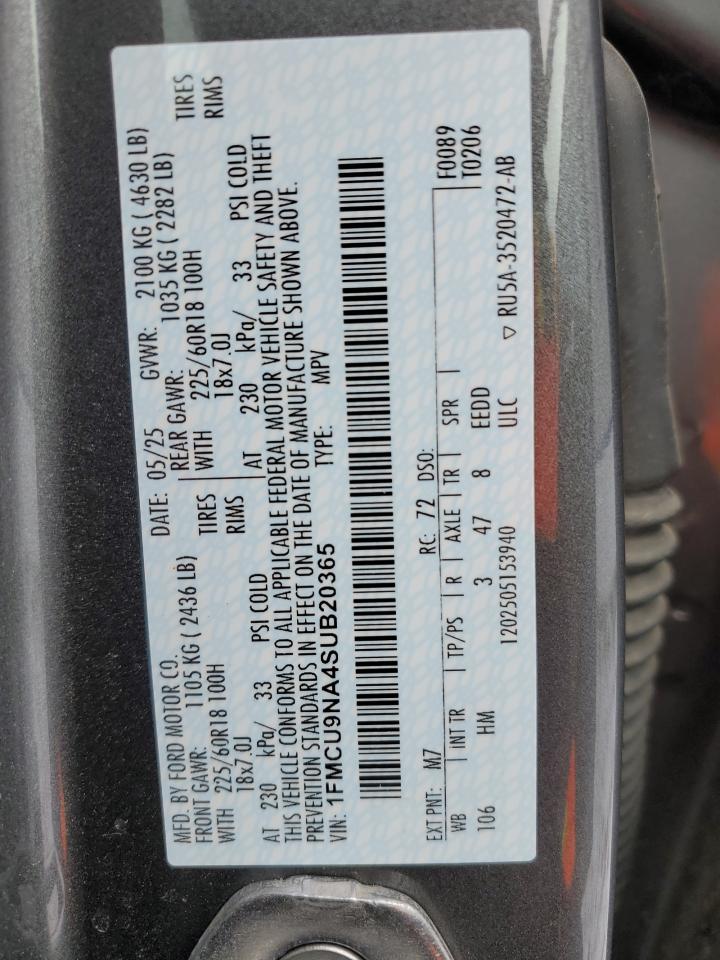 MFD. BY FORD MOTOR CO.
DATE: 05/25 GVWR: 2100 KG ( 4630 LB)
FRONT GAWR: 1105 KG ( 2436 LB)
REAR GAWR: 1035 KG ( 2282 LB)
WITH 225/60R18 100H TIRES
WITH 225/60R18 100H TIRES
18x7.0J RIMS
18x7.0J RIMS
AT 230 kPa/ 33 PSI COLD
AT 230 kPa/ 33 PSI COLD
THIS VEHICLE CONFORMS TO ALL APPLICABLE FEDERAL MOTOR VEHICLE SAFETY AND THEFT
PREVENTION STANDARDS IN EFFECT ON THE DATE OF MANUFACTURE SHOWN ABOVE.
VIN: 1FMCU9NA4SUB20365 TYPE: MPV
EXT PNT: M7 RC: 72 DSO: F0089
WB INT TR TP/PS R AXLE TR SPR T0206
106 HM 3 47 8 EEDD
1202505153940 ULC ▽ RU5A-3520472-AB